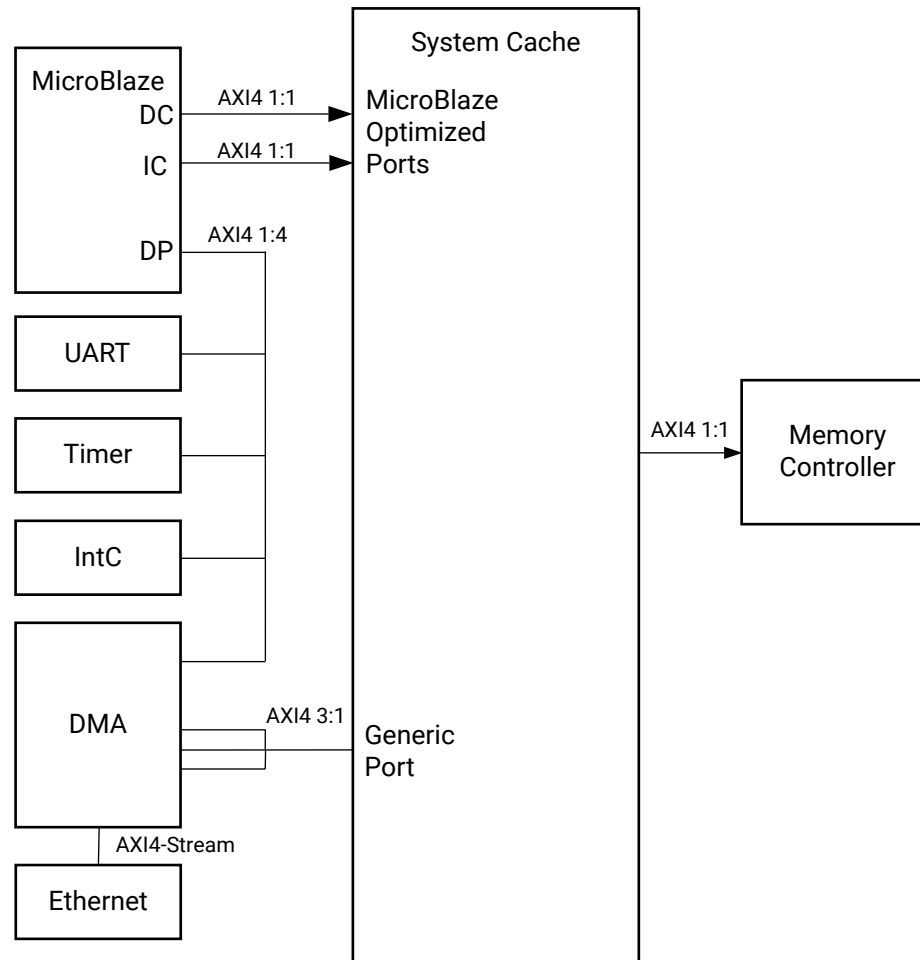 System Cache
MicroBlaze
DC
IC
DP
AXI4 1:1
AXI4 1:1
AXI4 1:4
MicroBlaze
Optimized
Ports
UART
Timer
IntC
DMA
AXI4 3:1
Generic
Port
AXI4-Stream
Ethernet
AXI4 1:1
Memory
Controller